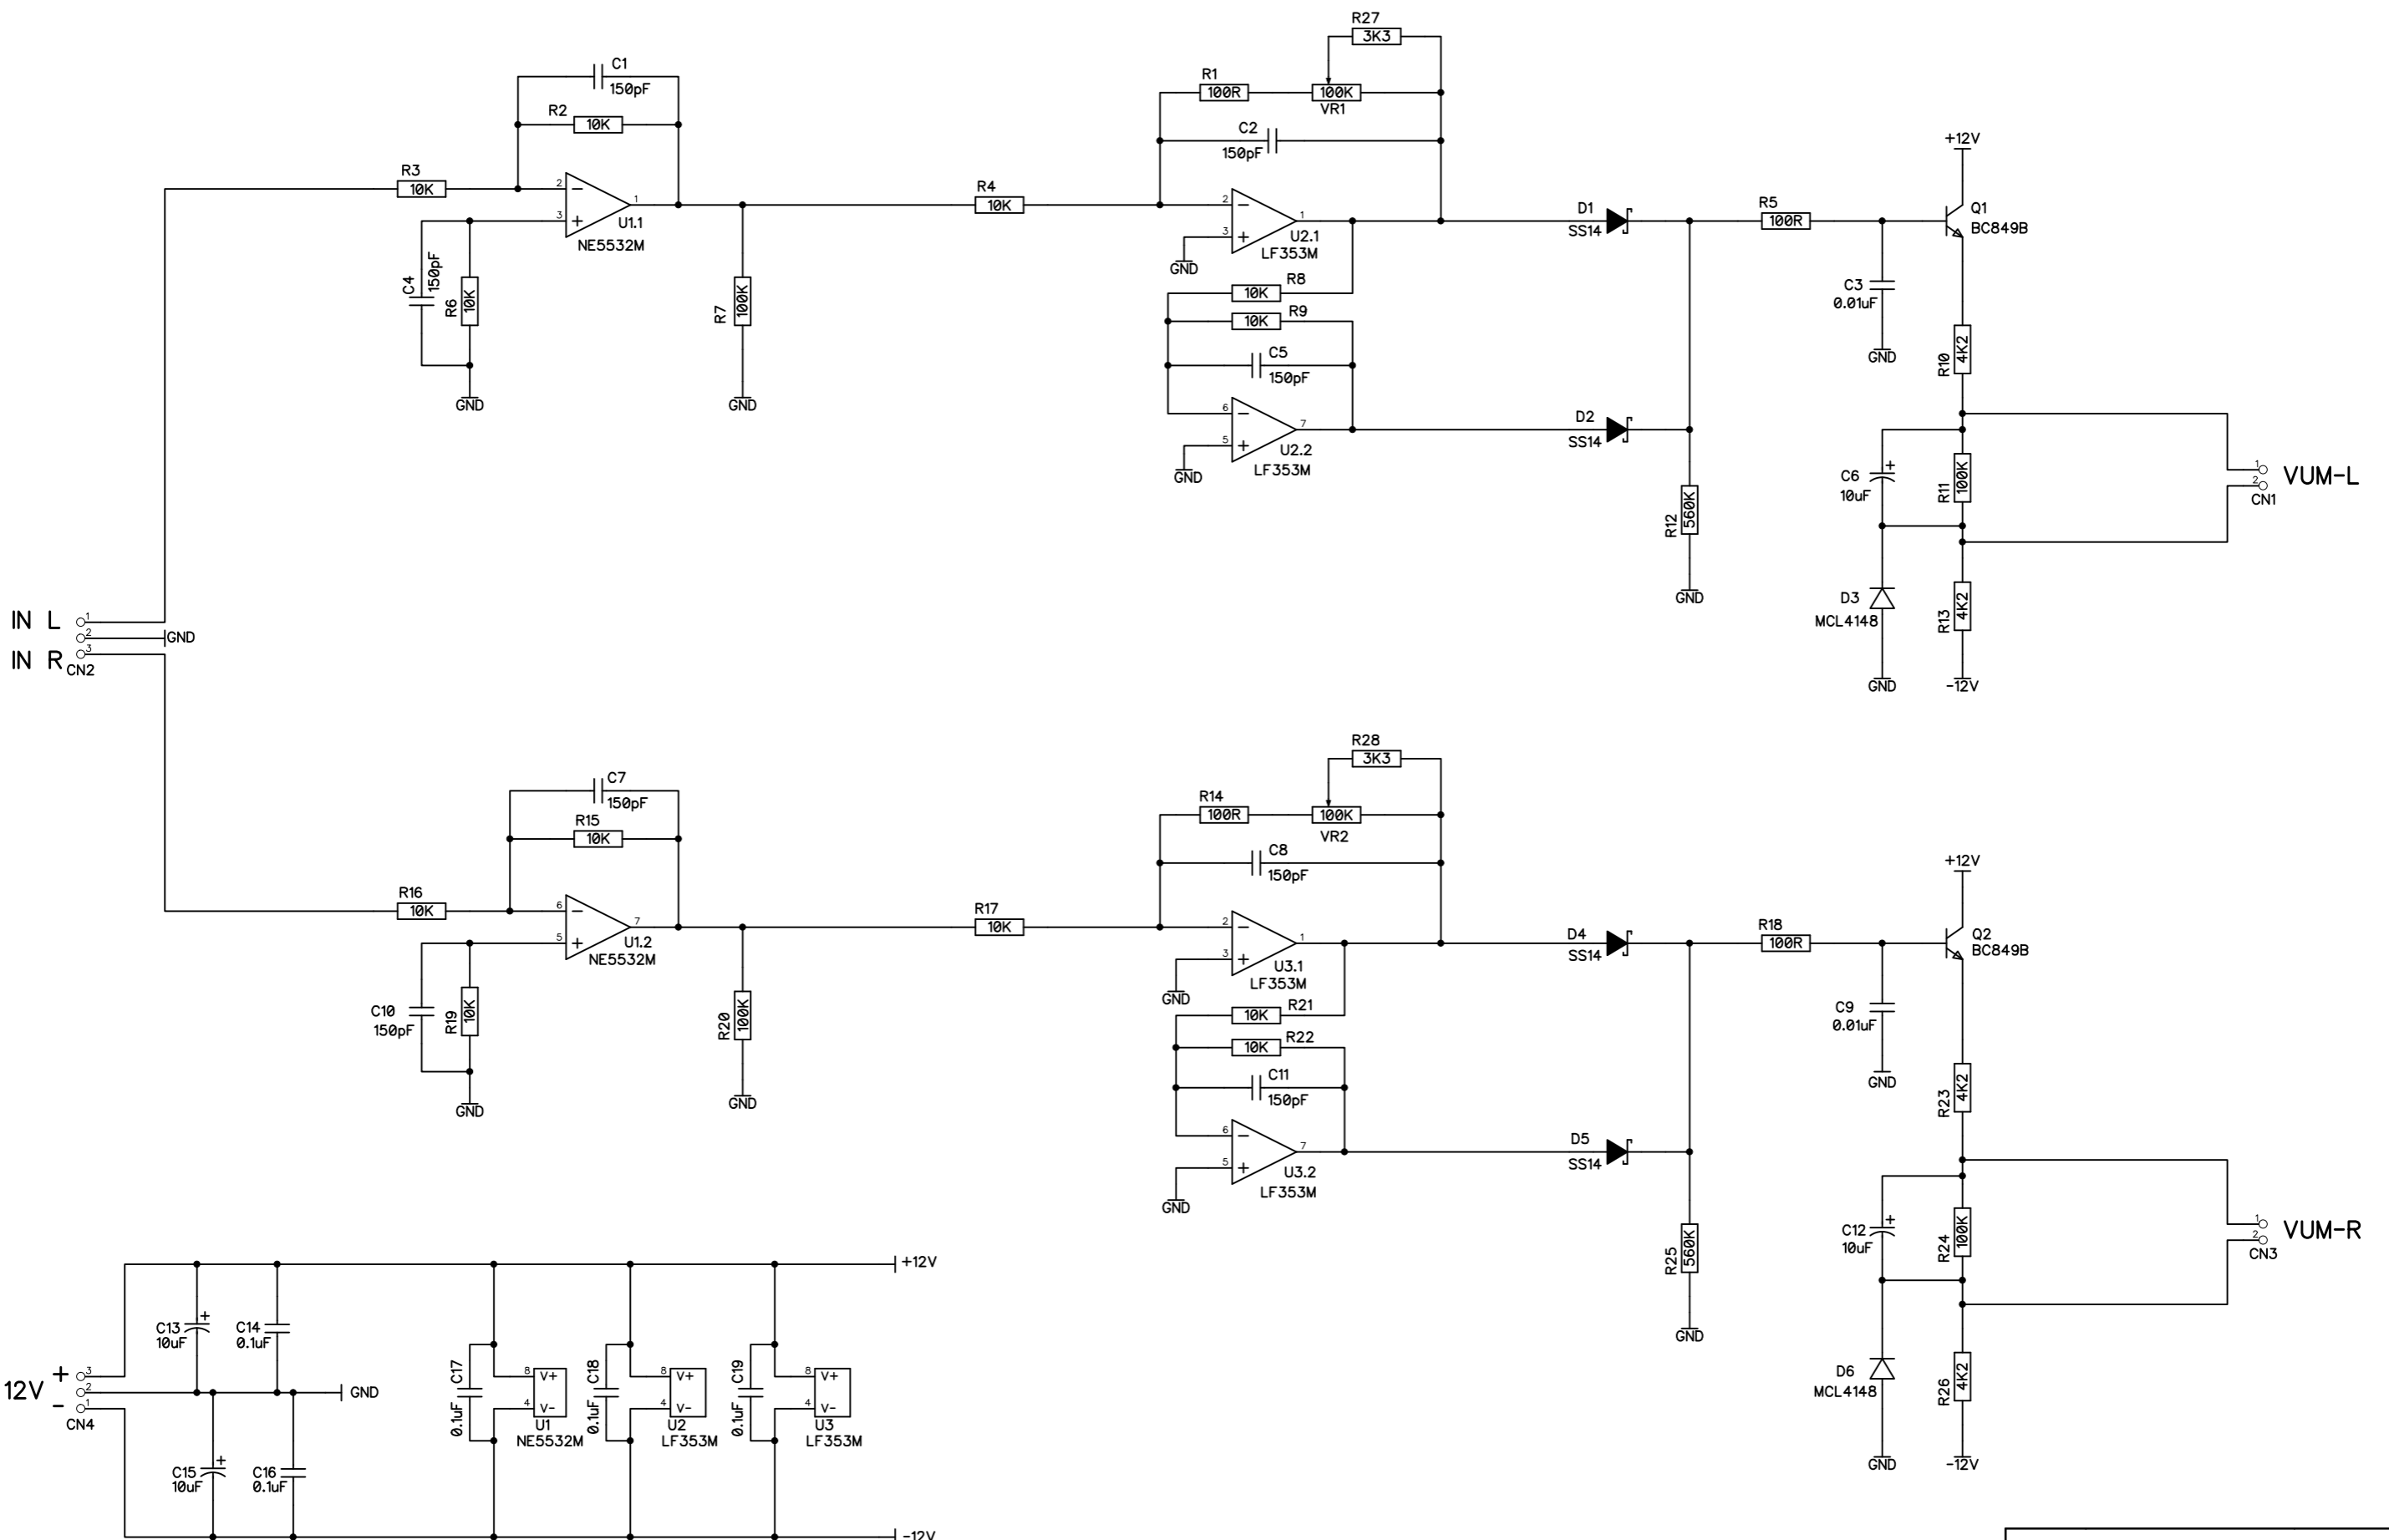 R27
3K3
C1
150pF
R1
100R
100K
VR1
R2
10K
C2
150pF
+12V
R3
10K
2
3
1
U1.1
NE5532M
R4
10K
2
3
1
U2.1
LF353M
GND
D1
SS14
R5
100R
Q1
BC849B
C4
150pF
R6
10K
GND
R7
100K
GND
10K
R8
10K
R9
C5
150pF
6
5
7
U2.2
LF353M
GND
D2
SS14
R12
560K
GND
C3
0.01uF
GND
R10
4K2
C6
+
10uF
R11
100K
1
2
CN1
VUM-L
D3
MCL4148
GND
R13
4K2
-12V
IN L
1
2
GND
IN R
3
CN2
R28
3K3
C7
150pF
R14
100R
100K
VR2
R15
10K
C8
150pF
+12V
R16
10K
6
5
7
U1.2
NE5532M
R17
10K
2
3
1
U3.1
LF353M
GND
D4
SS14
R18
100R
Q2
BC849B
C10
150pF
R19
10K
GND
R20
100K
GND
10K
R21
10K
R22
C11
150pF
6
5
7
U3.2
LF353M
GND
D5
SS14
R25
560K
GND
C9
0.01uF
GND
R23
4K2
C12
+
10uF
R24
100K
1
2
CN3
VUM-R
D6
MCL4148
GND
R26
4K2
-12V
+12V
C13
+
10uF
C14
0.1uF
12V
+
-
3
2
1
CN4
GND
C15
+
10uF
C16
0.1uF
C17
0.1uF
8
V+
4
V-
U1
NE5532M
C18
0.1uF
8
V+
4
V-
U2
LF353M
C19
0.1uF
8
V+
4
V-
U3
LF353M
-12V